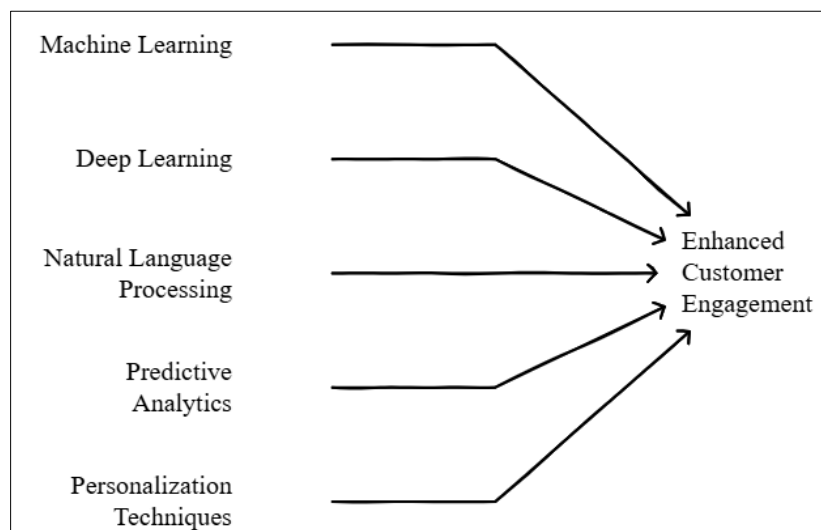 Machine Learning
Deep Learning
Natural Language
Processing
Predictive
Analytics
Personalization
Techniques
Enhanced
Customer
Engagement